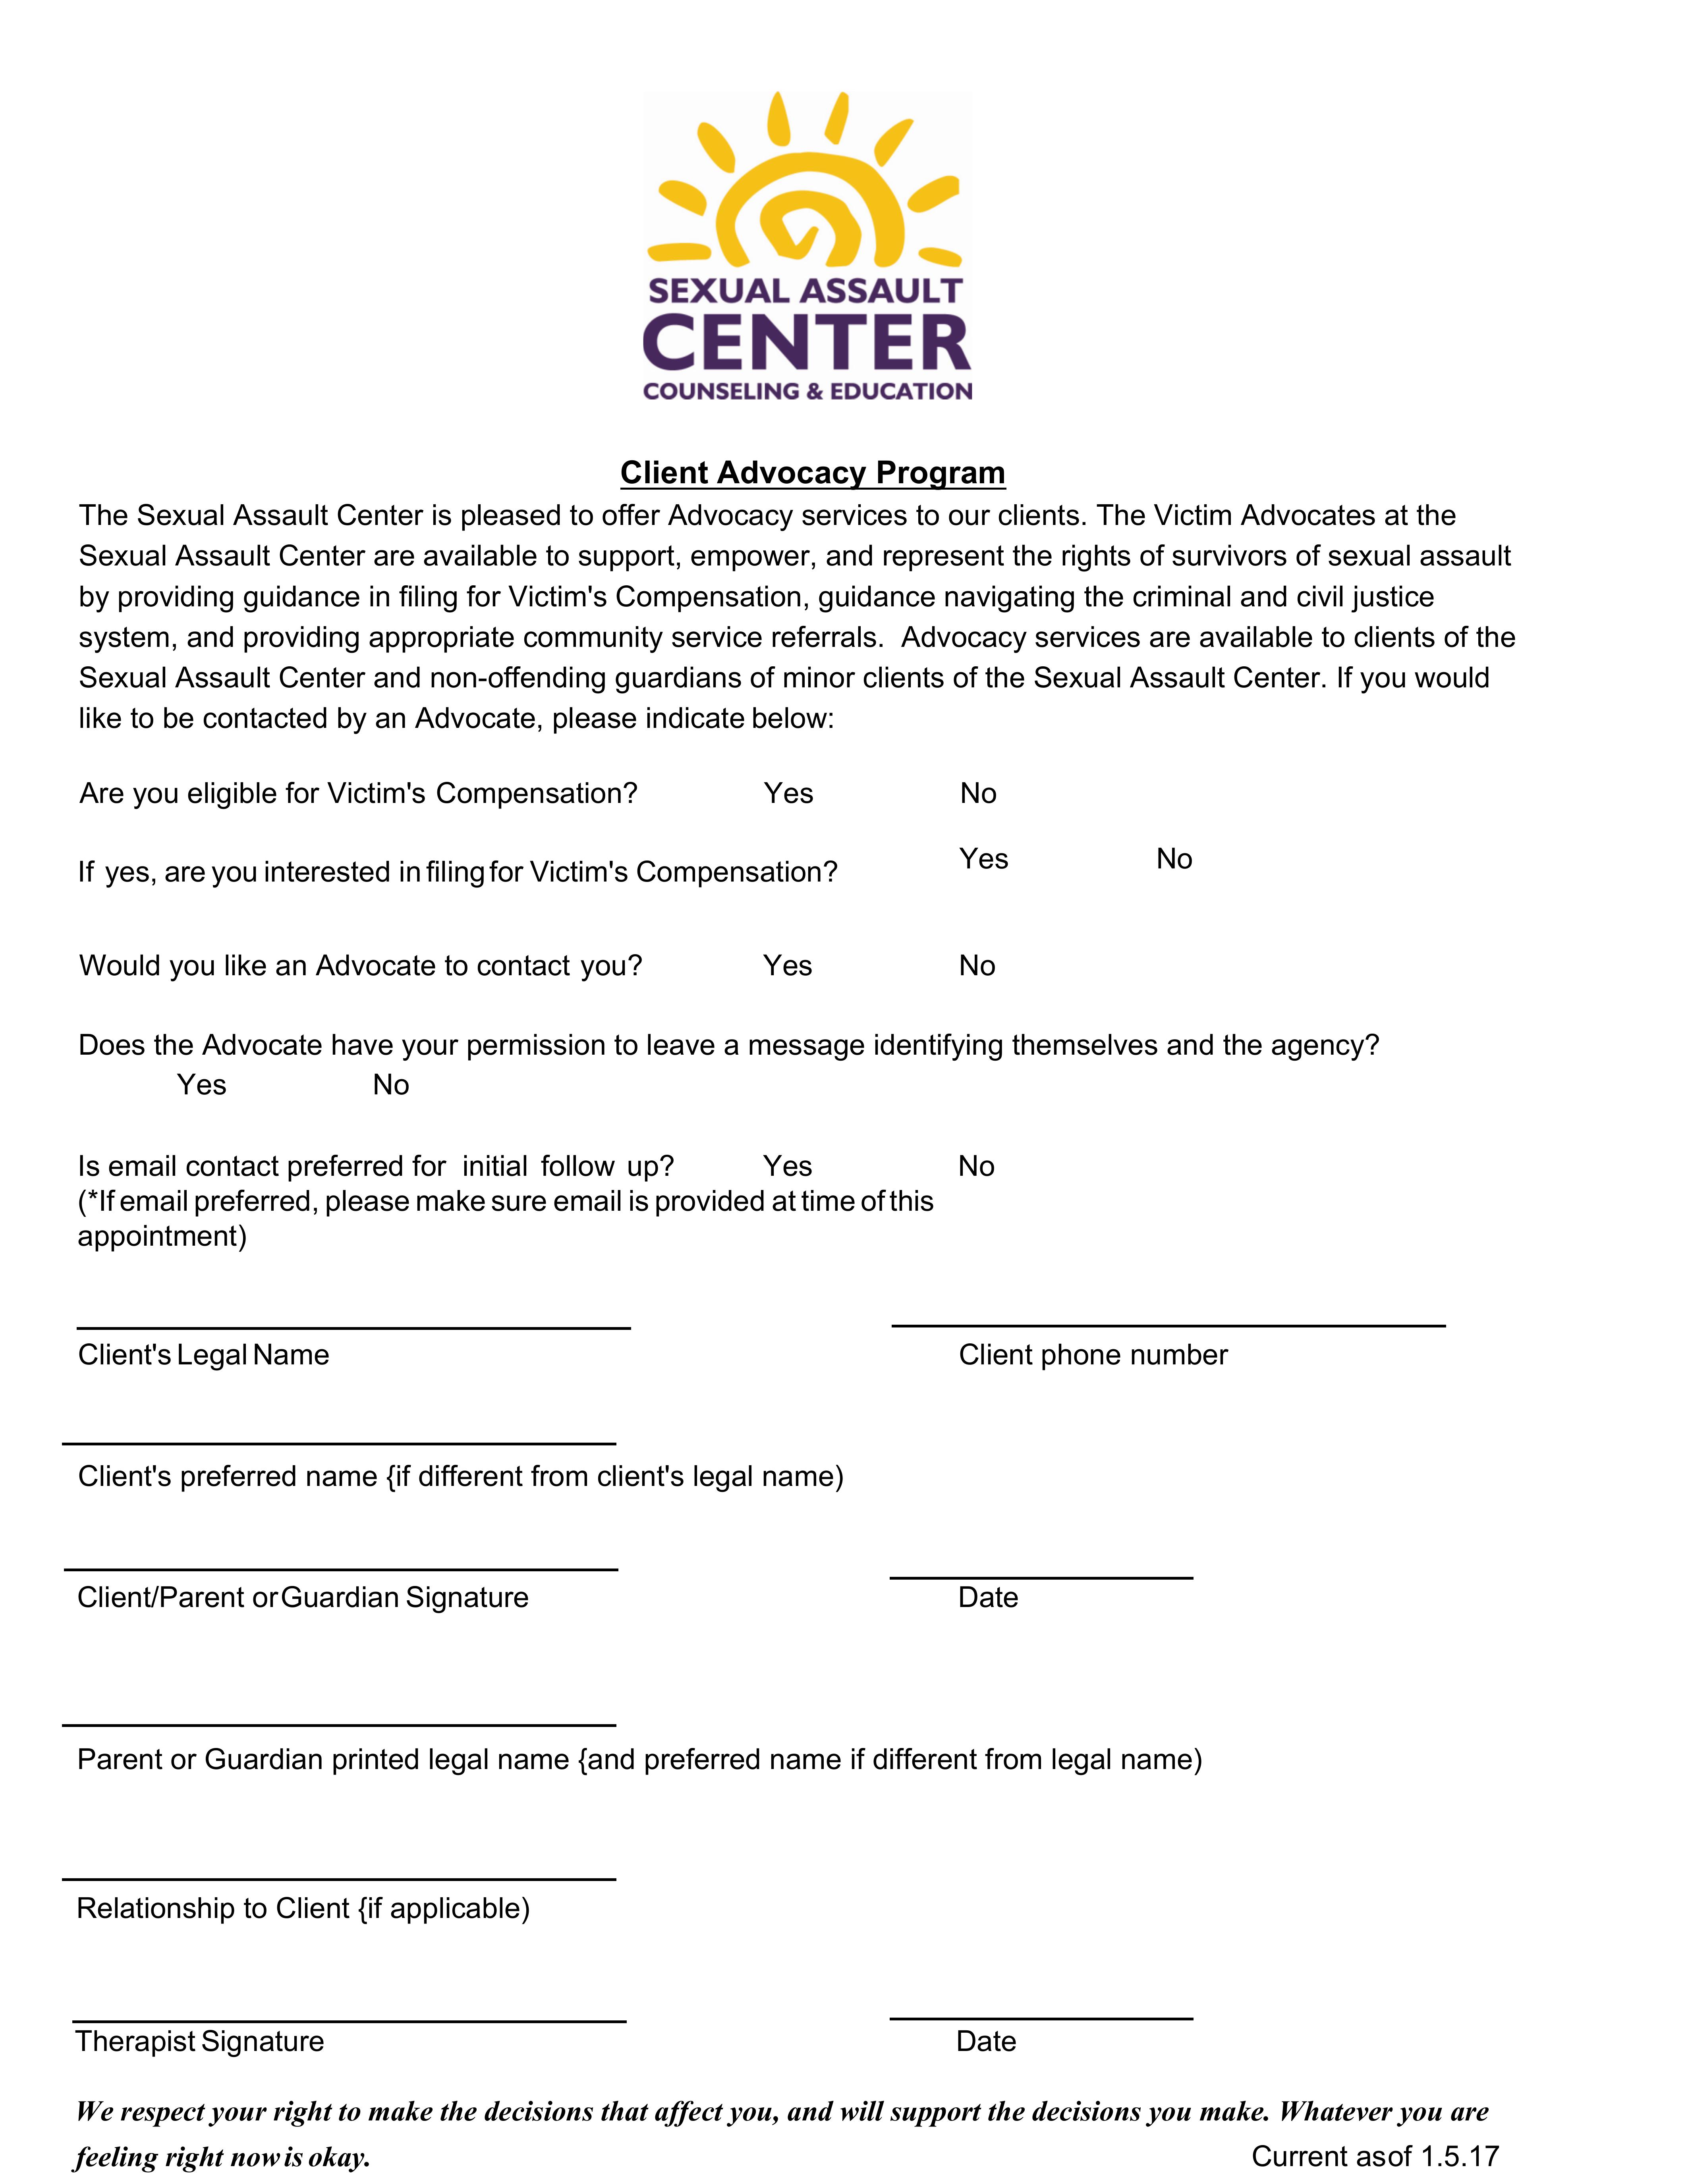 SEXUAL ASSAULT
CENTER
COUNSELING & EDUCATION
Client Advocacy Program
The Sexual Assault Center is pleased to offer Advocacy services to our clients. The Victim Advocates at the
Sexual Assault Center are available to support, empower, and represent the rights of survivors of sexual assault
by providing guidance in filing for Victim's Compensation, guidance navigating the criminal and civil justice
system, and providing appropriate community service referrals.  Advocacy services are available to clients of the
Sexual Assault Center and non-offending guardians of minor clients of the Sexual Assault Center. If you would
like to be contacted by an Advocate, please indicate below:
Are you eligible for Victim's Compensation? Yes No
If yes, are you interested in filing for Victim's Compensation? Yes No
Would you like an Advocate to contact you? Yes No
Does the Advocate have your permission to leave a message identifying themselves and the agency?
Yes No
Is email contact preferred for initial follow up? Yes No
(*If email preferred, please make sure email is provided at time of this
appointment)
Client's Legal Name Client phone number
Client's preferred name {if different from client's legal name)
Client/Parent or Guardian Signature Date
Parent or Guardian printed legal name {and preferred name if different from legal name)
Relationship to Client {if applicable)
Therapist Signature Date
We respect your right to make the decisions that affect you, and will support the decisions you make. Whatever you are
feeling right now is okay. Current as of 1.5.17